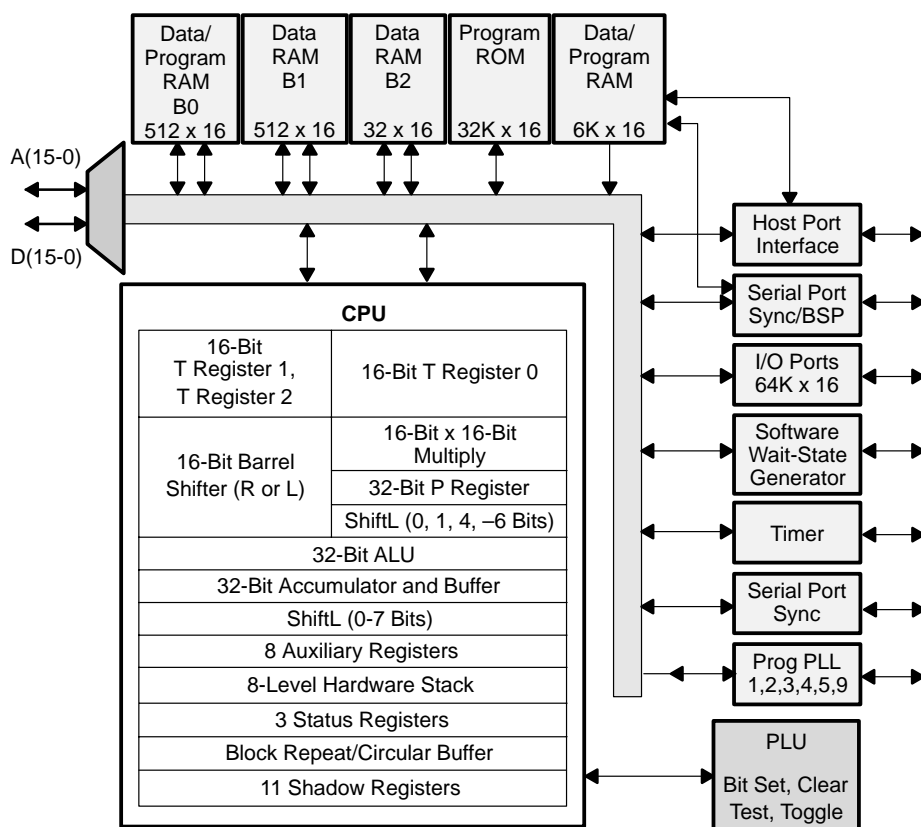 Data/
Program
RAM
B0
512 x 16
Data
RAM
B1
512 x 16
Data
RAM
B2
32 x 16
Program
ROM
32K x 16
Data/
Program
RAM
6K x 16
A(15-0)
D(15-0)
Host Port
Interface
Serial Port
Sync/BSP
I/O Ports
64K x 16
Software
Wait-State
Generator
Timer
Serial Port
Sync
Prog PLL
1,2,3,4,5,9
CPU
16-Bit
T Register 1,
T Register 2
16-Bit T Register 0
16-Bit Barrel
Shifter (R or L)
16-Bit x 16-Bit
Multiply
32-Bit P Register
ShiftL (0, 1, 4, –6 Bits)
32-Bit ALU
32-Bit Accumulator and Buffer
ShiftL (0-7 Bits)
8 Auxiliary Registers
8-Level Hardware Stack
3 Status Registers
Block Repeat/Circular Buffer
11 Shadow Registers
PLU
Bit Set, Clear
Test, Toggle